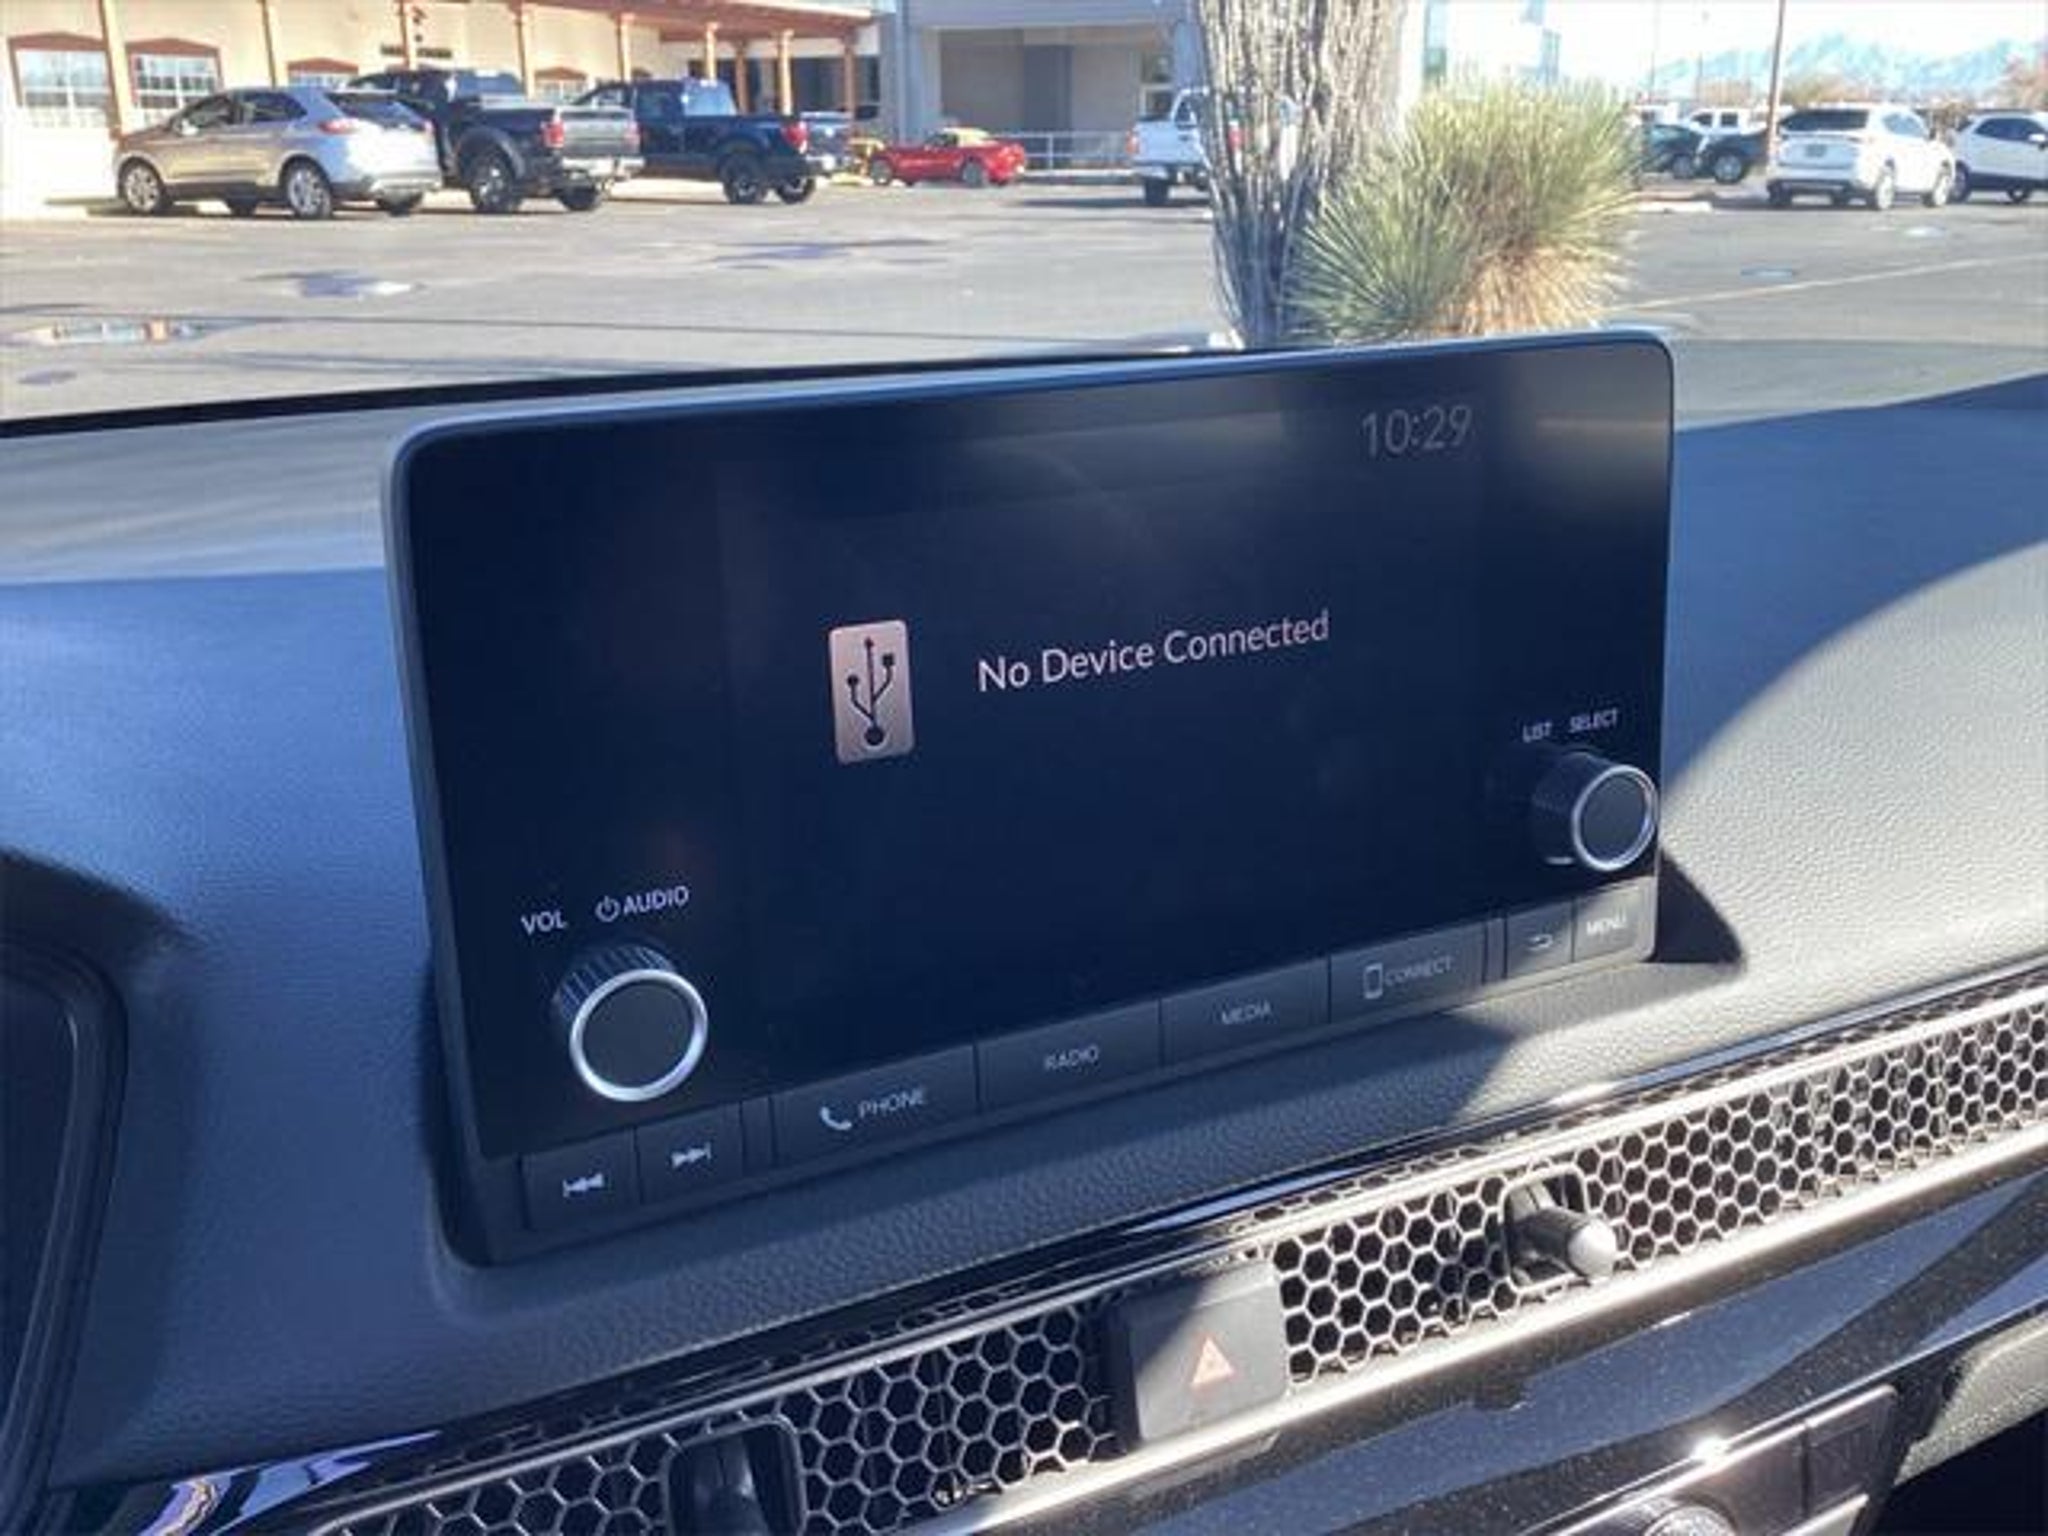 10:29
No Device Connected
LIST SELECT
VOL AUDIO
PHONE
RADIO
MEDIA
CONNECT
MENU